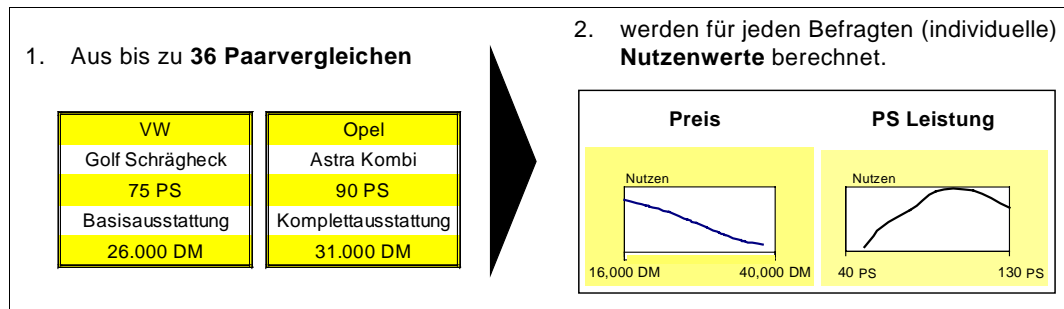 1. Aus bis zu 36 Paarvergleichen
VW
Golf Schrägheck
75 PS
Basisausstattung
26.000 DM
Opel
Astra Kombi
90 PS
Komplettausstattung
31.000 DM
2. werden für jeden Befragten (individuelle)
Nutzenwerte berechnet.
Preis
Nutzen
16,000 DM 40,000 DM
PS Leistung
Nutzen
40 PS 130 PS